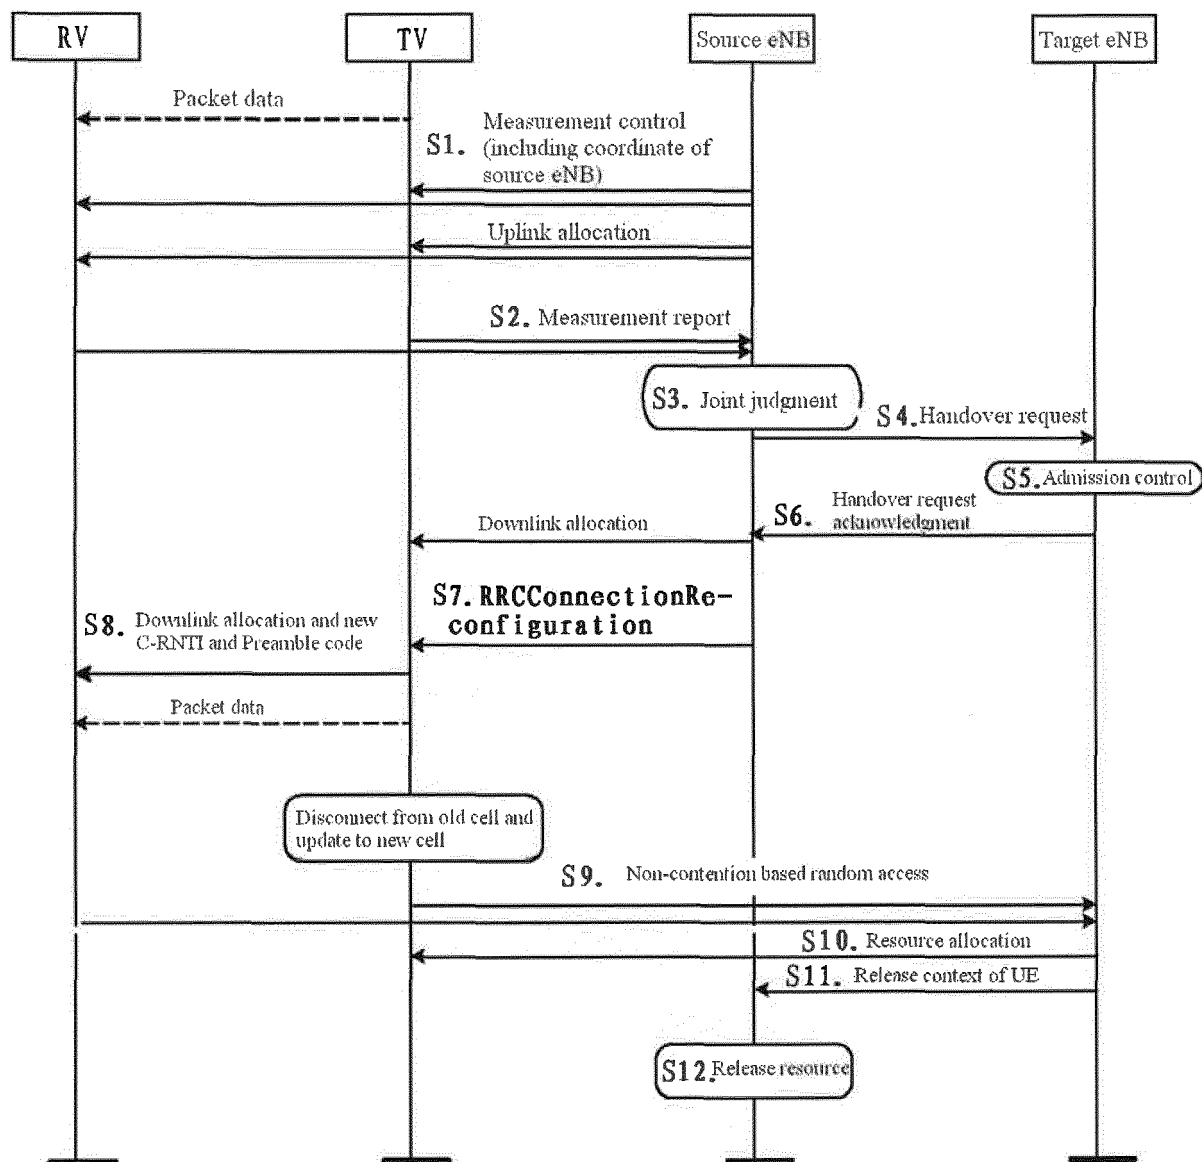 RV
TV
Source eNB
Target eNB
Packet data
S1. Measurement control
(including coordinate of
source eNB)
Uplink allocation
S2. Measurement report
S3. Joint judgment
S4. Handover request
S5. Admission control
S6. Handover request
acknowledgment
Downlink allocation
S7. RRCConnectionRe-
configuration
S8. Downlink allocation and new
C-RNTI and Preamble code
Packet data
Disconnect from old cell and
update to new cell
S9. Non-contention based random access
S10. Resource allocation
S11. Release context of UE
S12. Release resource